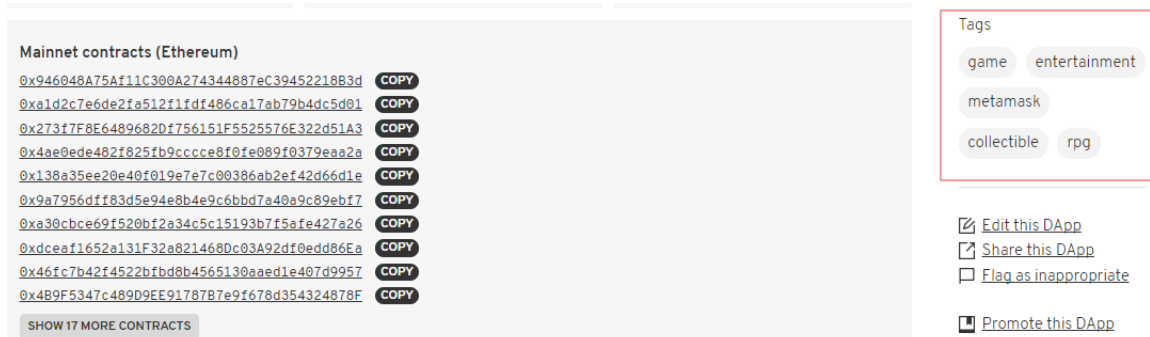 Mainnet contracts (Ethereum)
0x946048A75Af11C300A274344887eC39452218B3d COPY
0xa1d2c7e6de2fa512f1fdf486ca17ab79b4dc5d01 COPY
0x273f7F8E6489682Df756151F5525576E322d51A3 COPY
0x4ae0ede482f825fb9cccce8f0fe089f0379eaa2a COPY
0x138a35ee20e40f019e7e7c00386ab2ef42d66d1e COPY
0x9a7956dff83d5e94e8b4e9c6bbd7a40a9c89ebf7 COPY
0xa30cbce69f520bf2a34c5c15193b7f5afe427a26 COPY
0xdceaf1652a131F32a821468Dc03A92df0edd86Ea COPY
0x46fc7b42f4522bfbd8b4565130aaed1e407d9957 COPY
0x4B9F5347c489D9EE91787B7e9f678d354324878F COPY
SHOW 17 MORE CONTRACTS
Tags
game entertainment
metamask
collectible rpg
Edit this DApp
Share this DApp
Flag as inappropriate
Promote this DApp